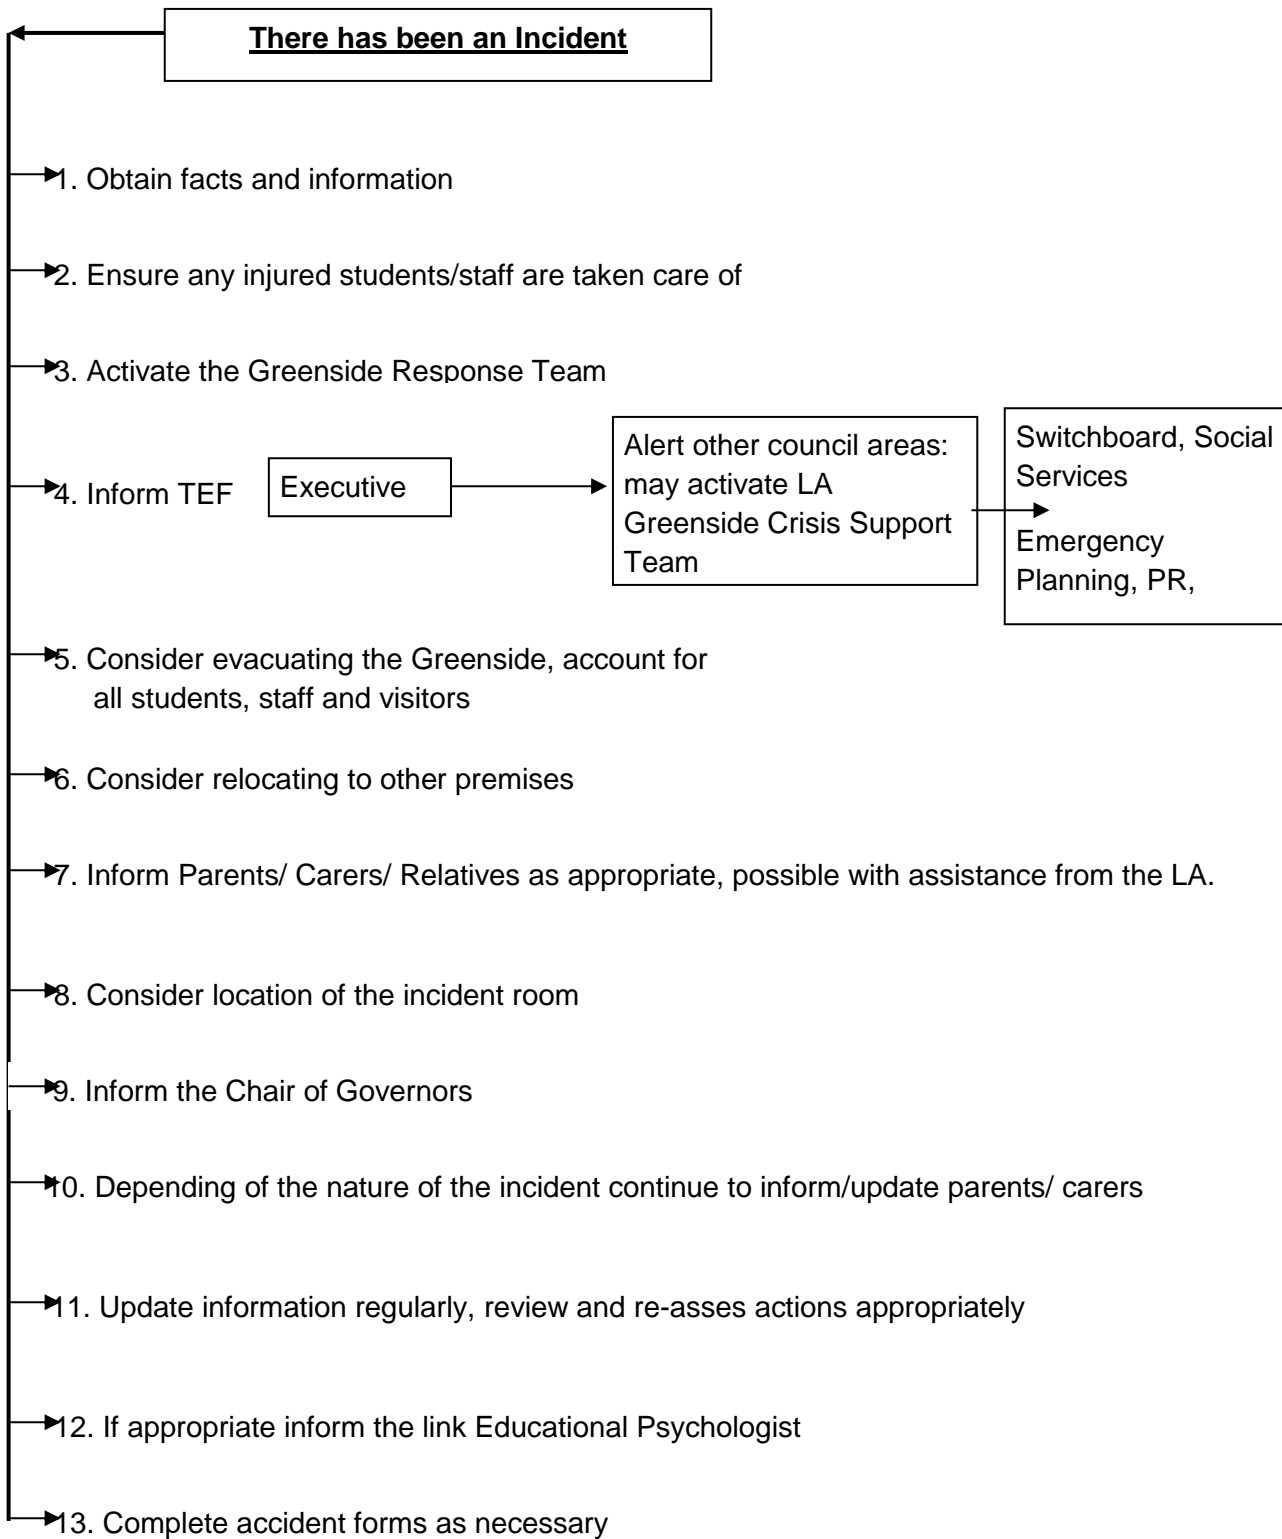 There has been an Incident
1. Obtain facts and information
2. Ensure any injured students/staff are taken care of
3. Activate the Greenside Response Team
4. Inform TEF
Executive
Alert other council areas:
may activate LA
Greenside Crisis Support
Team
Switchboard, Social
Services
Emergency
Planning, PR,
5. Consider evacuating the Greenside, account for
all students, staff and visitors
6. Consider relocating to other premises
7. Inform Parents/ Carers/ Relatives as appropriate, possible with assistance from the LA.
8. Consider location of the incident room
9. Inform the Chair of Governors
10. Depending of the nature of the incident continue to inform/update parents/ carers
11. Update information regularly, review and re-asses actions appropriately
12. If appropriate inform the link Educational Psychologist
13. Complete accident forms as necessary